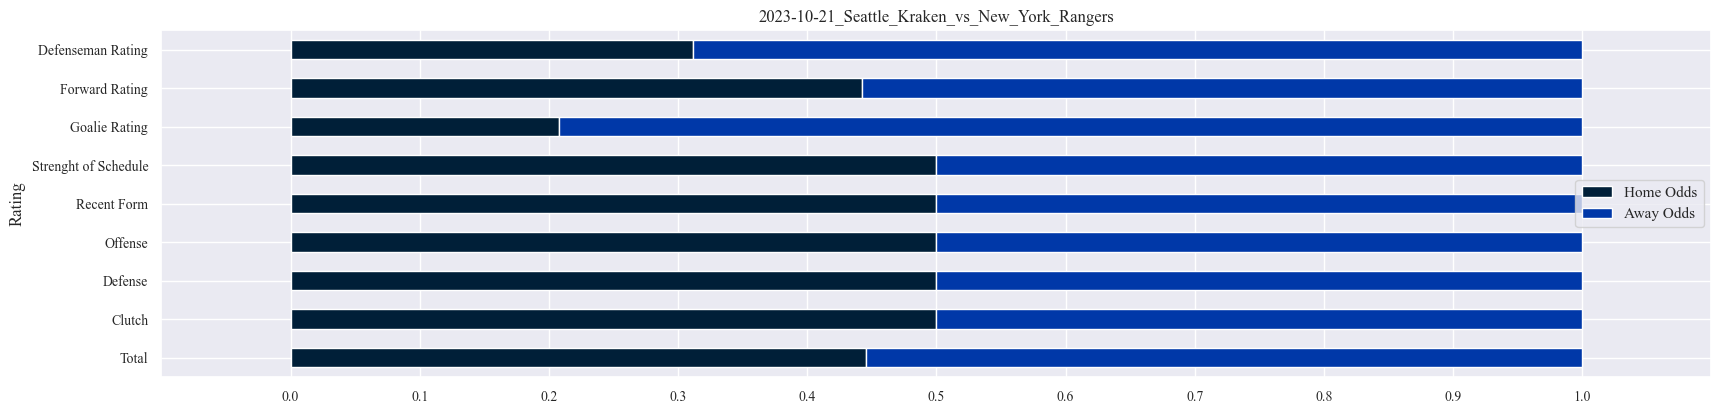 2023-10-21_Seattle_Kraken_vs_New_York_Rangers
Rating
Defenseman Rating
Forward Rating
Goalie Rating
Strenght of Schedule
Recent Form
Offense
Defense
Clutch
Total
Home Odds
Away Odds
0.0 0.1 0.2 0.3 0.4 0.5 0.6 0.7 0.8 0.9 1.0